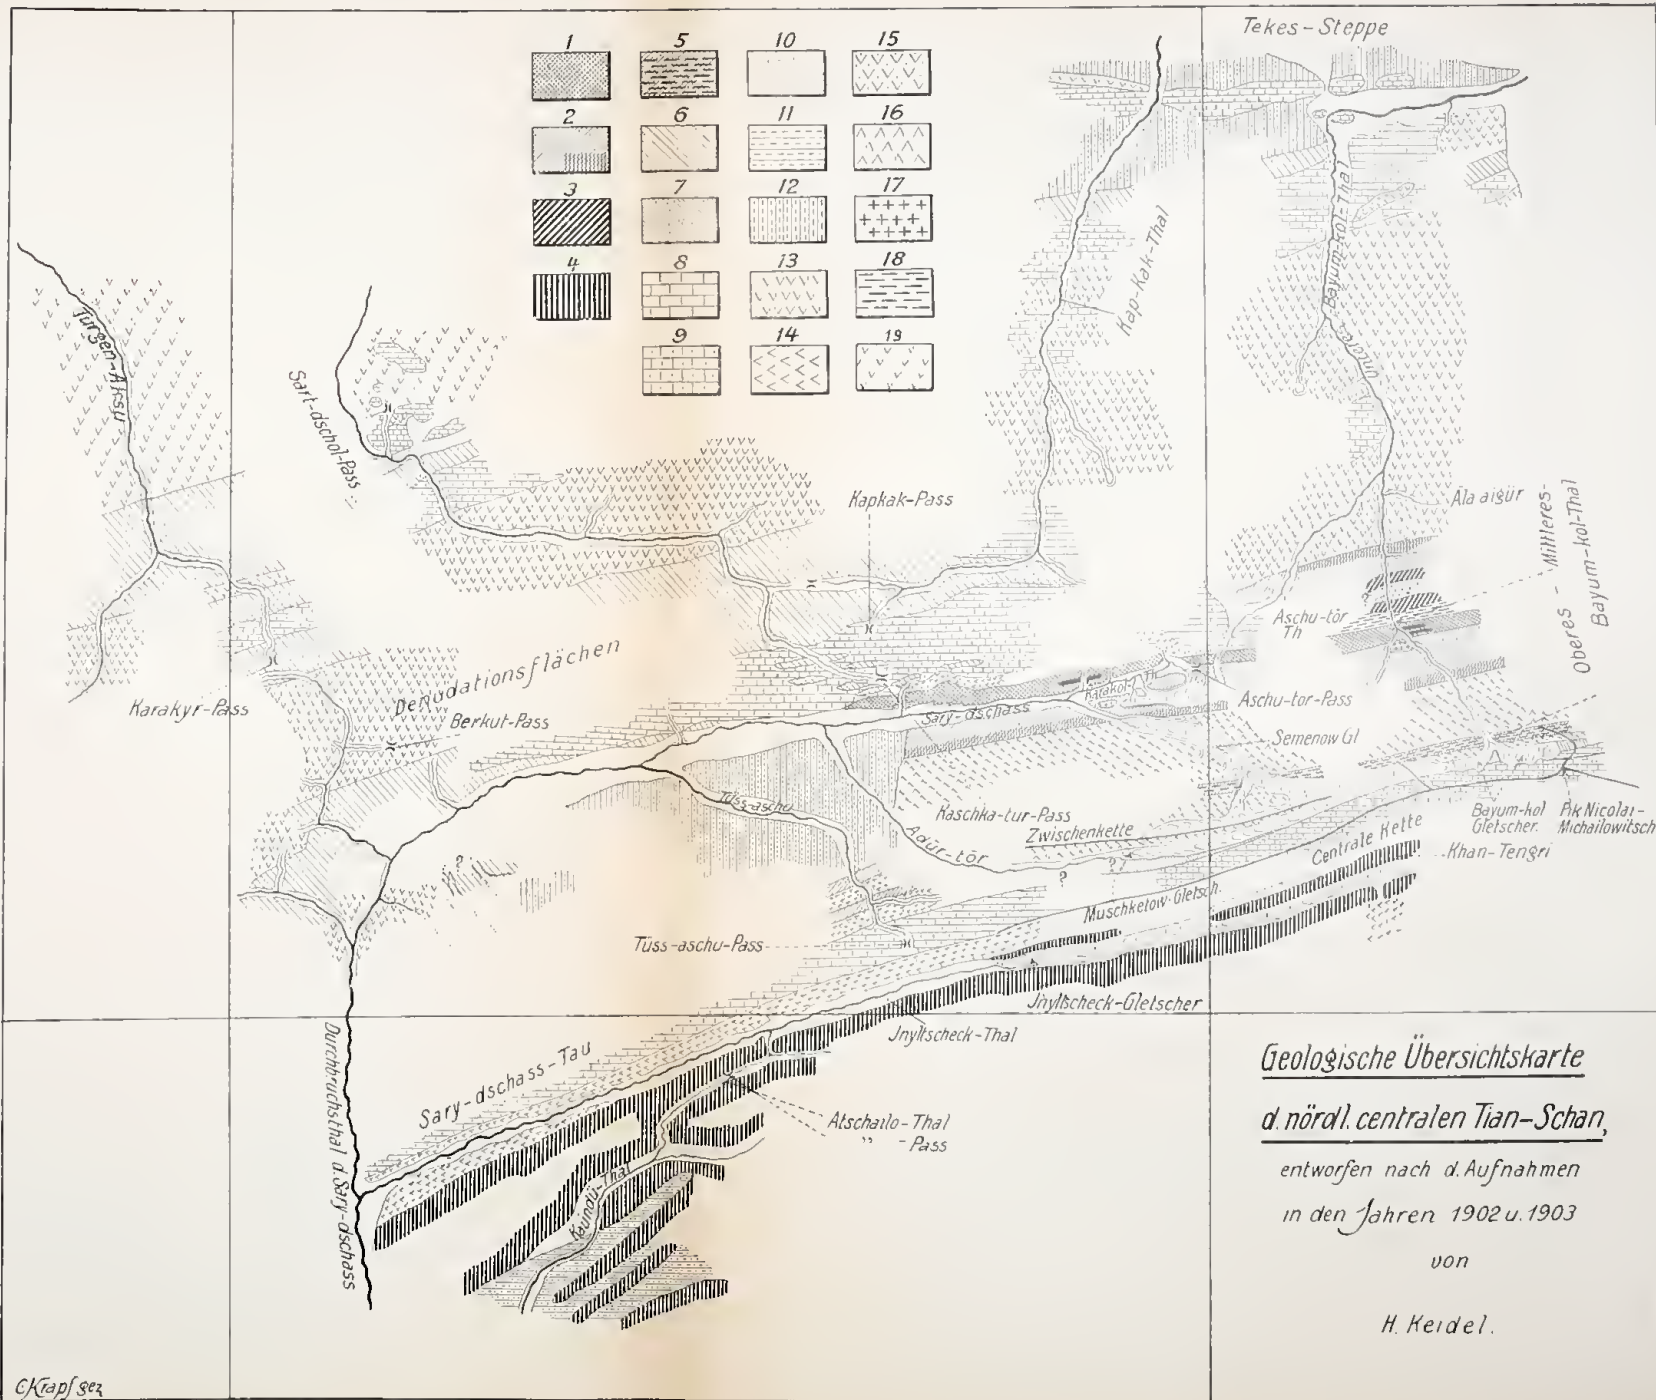 Tekes-Steppe
1
5
10
15
2
6
11
16
3
7
12
17
4
8
13
18
9
14
19
Turgen-Aksu
Sart-dschol-Pass
Kap-Kak-Thal
Unteres Bayum-kol-Thal
Kapkak-Pass
Ala aigür
Mittleres-
Oberes -
Bayum-kol-Thal
Aschu-tör
Th
Karakol-Th.
Aschu-tor-Pass
Sary-dschass
Semenow Gl
Karakyr-Pass
Denudationsflächen
Berkut-Pass
Tüss-aschu
Kaschka-tur-Pass
Zwischenkette
Adür-tör
Bayum-kol
Gletscher.
Pik Nicolai-
Michailowitsch
Khan-Tengri
Centrale Kette
?
?
?
Muschketow-Gletsch.
Tüss-aschu-Pass
Jnyltscheck-Gletscher
Jnyltscheck-Thal
Sary-dschass-Tau
Durchbruchsthal d. Sary-dschass
Atschailo-Thal
" -Pass
Kaündü-Thal
Geologische Übersichtskarte
d. nördl. centralen Tian-Schan,
entworfen nach d. Aufnahmen
in den Jahren 1902 u. 1903
von
H. Keidel.
C Krapf gez